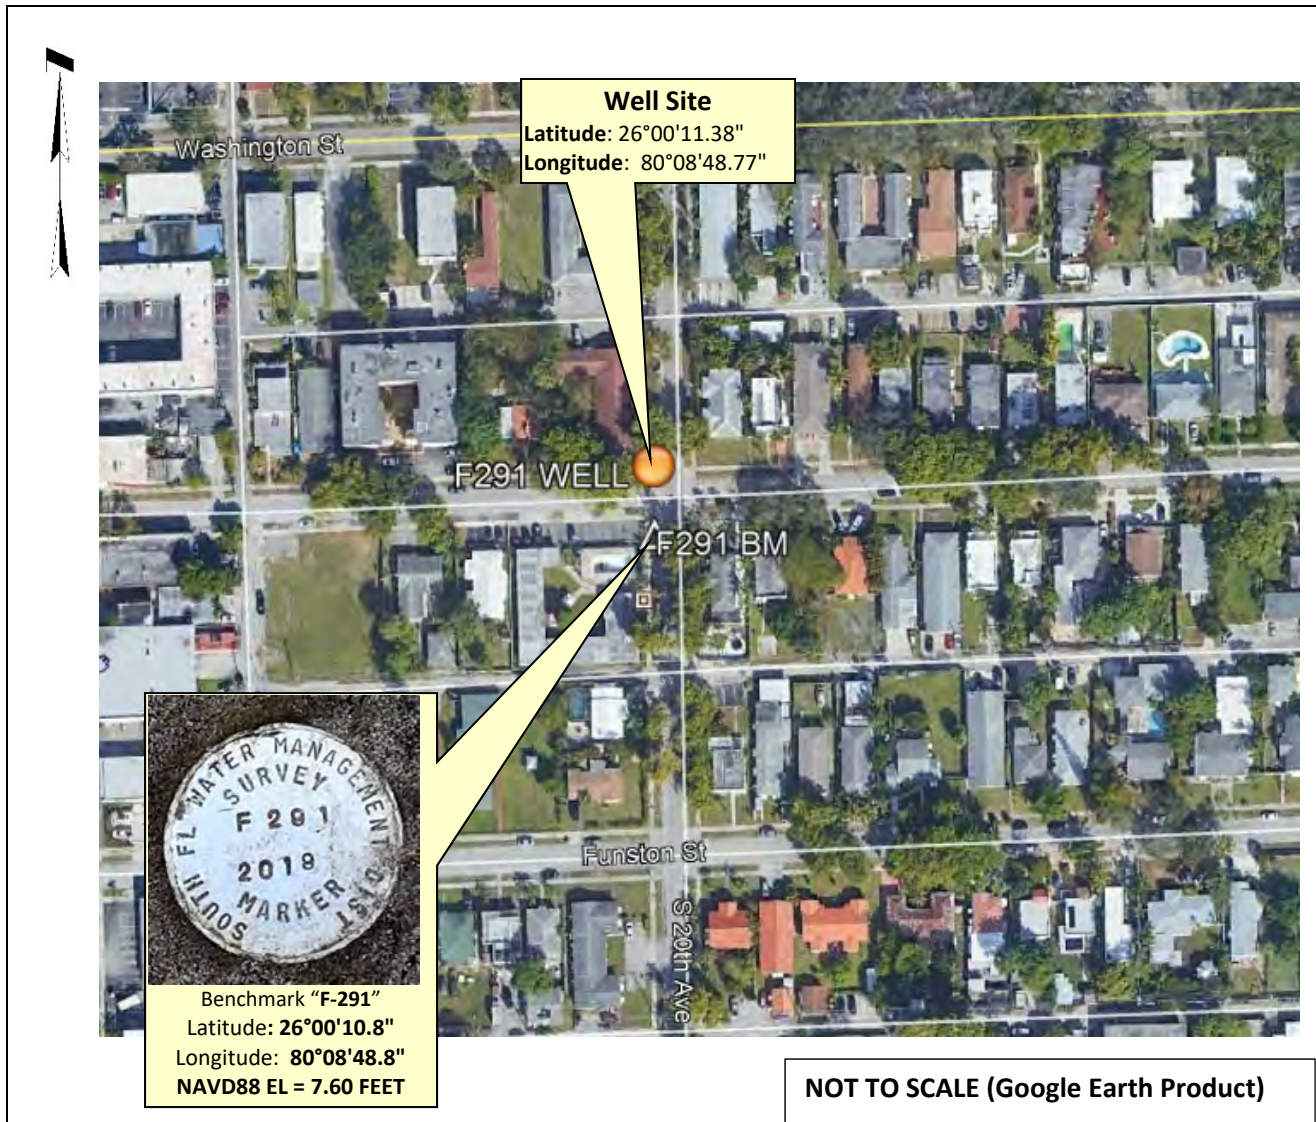 Well Site
Latitude: 26°00'11.38"
Longitude: 80°08'48.77"
Washington St
F291 WELL
F291 BM
SOUTH FL WATER MANAGEMENT DIST
SURVEY
F 291
2019
MARKER
Funston St
S 20th Ave
Benchmark “F-291”
Latitude: 26°00'10.8"
Longitude: 80°08'48.8"
NAVD88 EL = 7.60 FEET
NOT TO SCALE (Google Earth Product)